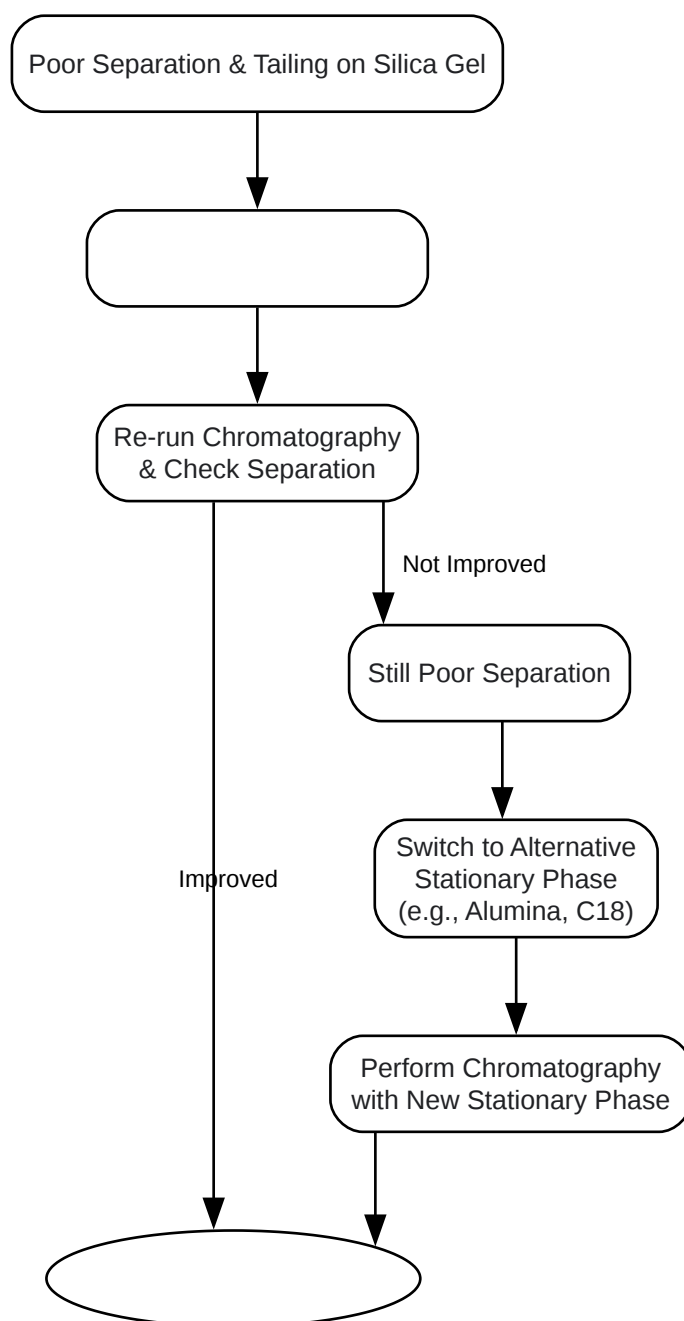 Poor Separation & Tailing on Silica Gel
Re-run Chromatography
& Check Separation
Not Improved
Still Poor Separation
Switch to Alternative
Stationary Phase
(e.g., Alumina, C18)
Improved
Perform Chromatography
with New Stationary Phase